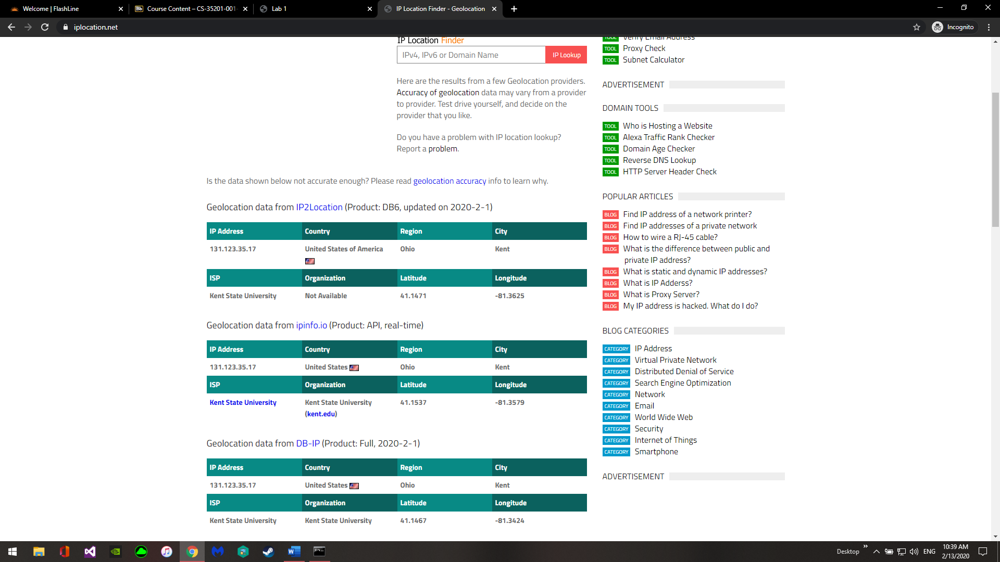 Welcome | FlashLine
Bb Course Content – CS-35201-001-
Lab 1
IP Location Finder - Geolocation
iplocation.net
Incognito
IP Location Finder
IPv4, IPv6 or Domain Name
IP Lookup
Here are the results from a few Geolocation providers.
Accuracy of geolocation data may vary from a provider
to provider. Test drive yourself, and decide on the
provider that you like.
Do you have a problem with IP location lookup?
Report a problem.
Is the data shown below not accurate enough? Please read geolocation accuracy info to learn why.
Geolocation data from IP2Location (Product: DB6, updated on 2020-2-1)
IP Address Country Region City
131.123.35.17 United States of America Ohio Kent
ISP Organization Latitude Longitude
Kent State University Not Available 41.1471 -81.3625
Geolocation data from ipinfo.io (Product: API, real-time)
IP Address Country Region City
131.123.35.17 United States Ohio Kent
ISP Organization Latitude Longitude
Kent State University Kent State University 41.1537 -81.3579
(kent.edu)
Geolocation data from DB-IP (Product: Full, 2020-2-1)
IP Address Country Region City
131.123.35.17 United States Ohio Kent
ISP Organization Latitude Longitude
Kent State University Kent State University 41.1467 -81.3424
TOOL Verify Email Address
TOOL Proxy Check
TOOL Subnet Calculator
ADVERTISEMENT
DOMAIN TOOLS
TOOL Who is Hosting a Website
TOOL Alexa Traffic Rank Checker
TOOL Domain Age Checker
TOOL Reverse DNS Lookup
TOOL HTTP Server Header Check
POPULAR ARTICLES
BLOG Find IP address of a network printer?
BLOG Find IP addresses of a private network
BLOG How to wire a RJ-45 cable?
BLOG What is the difference between public and
private IP address?
BLOG What is static and dynamic IP addresses?
BLOG What is IP Adderss?
BLOG What is Proxy Server?
BLOG My IP address is hacked. What do I do?
BLOG CATEGORIES
CATEGORY IP Address
CATEGORY Virtual Private Network
CATEGORY Distributed Denial of Service
CATEGORY Search Engine Optimization
CATEGORY Network
CATEGORY Email
CATEGORY World Wide Web
CATEGORY Security
CATEGORY Internet of Things
CATEGORY Smartphone
ADVERTISEMENT
Desktop
ENG
10:39 AM
2/13/2020